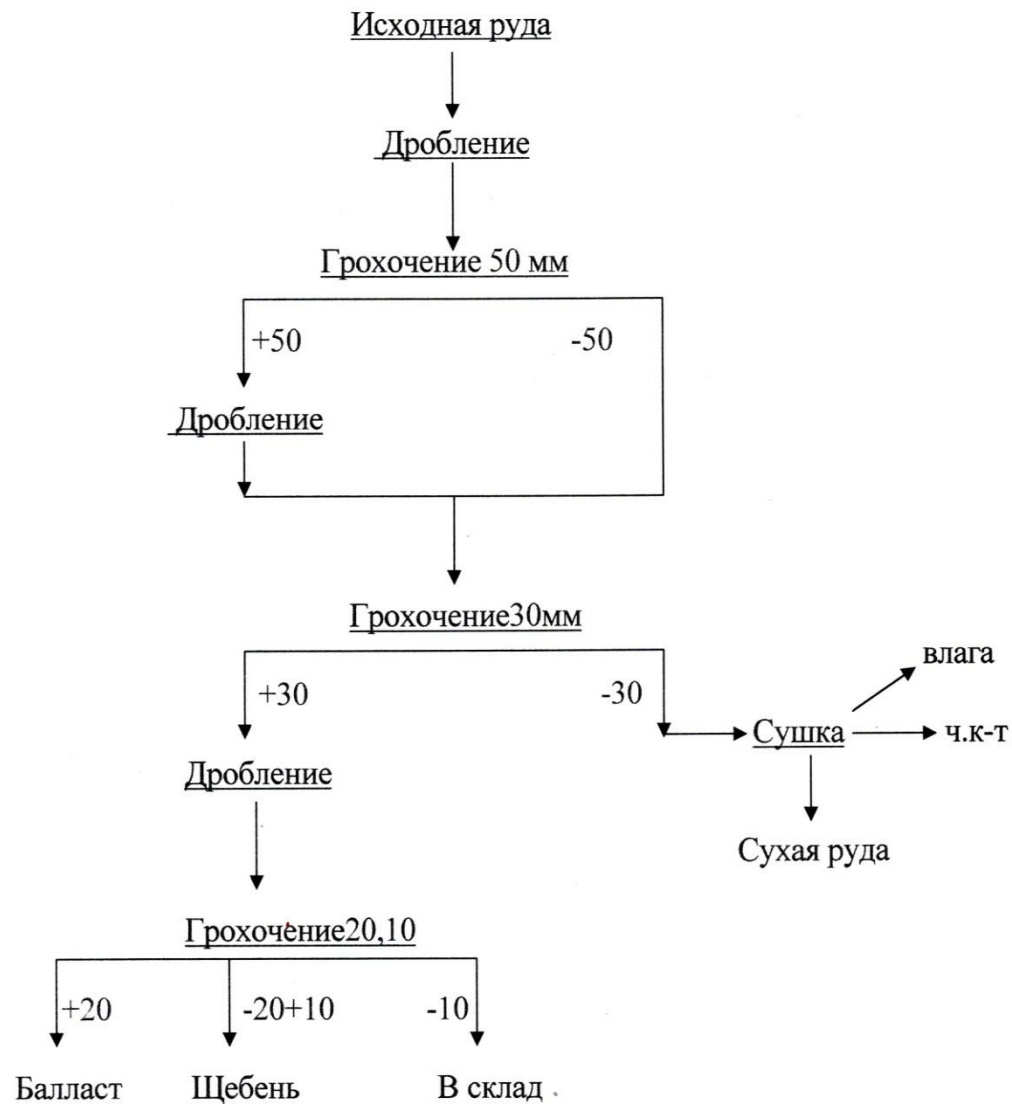 Исходная руда
Дробление
Грохочение 50 мм
+50 -50
Дробление
Грохочение30мм
влага
+30 -30
Сушка ч.к-т
Дробление
Сухая руда
Грохочение20,10
+20 -20+10 -10
Балласт Щебень В склад